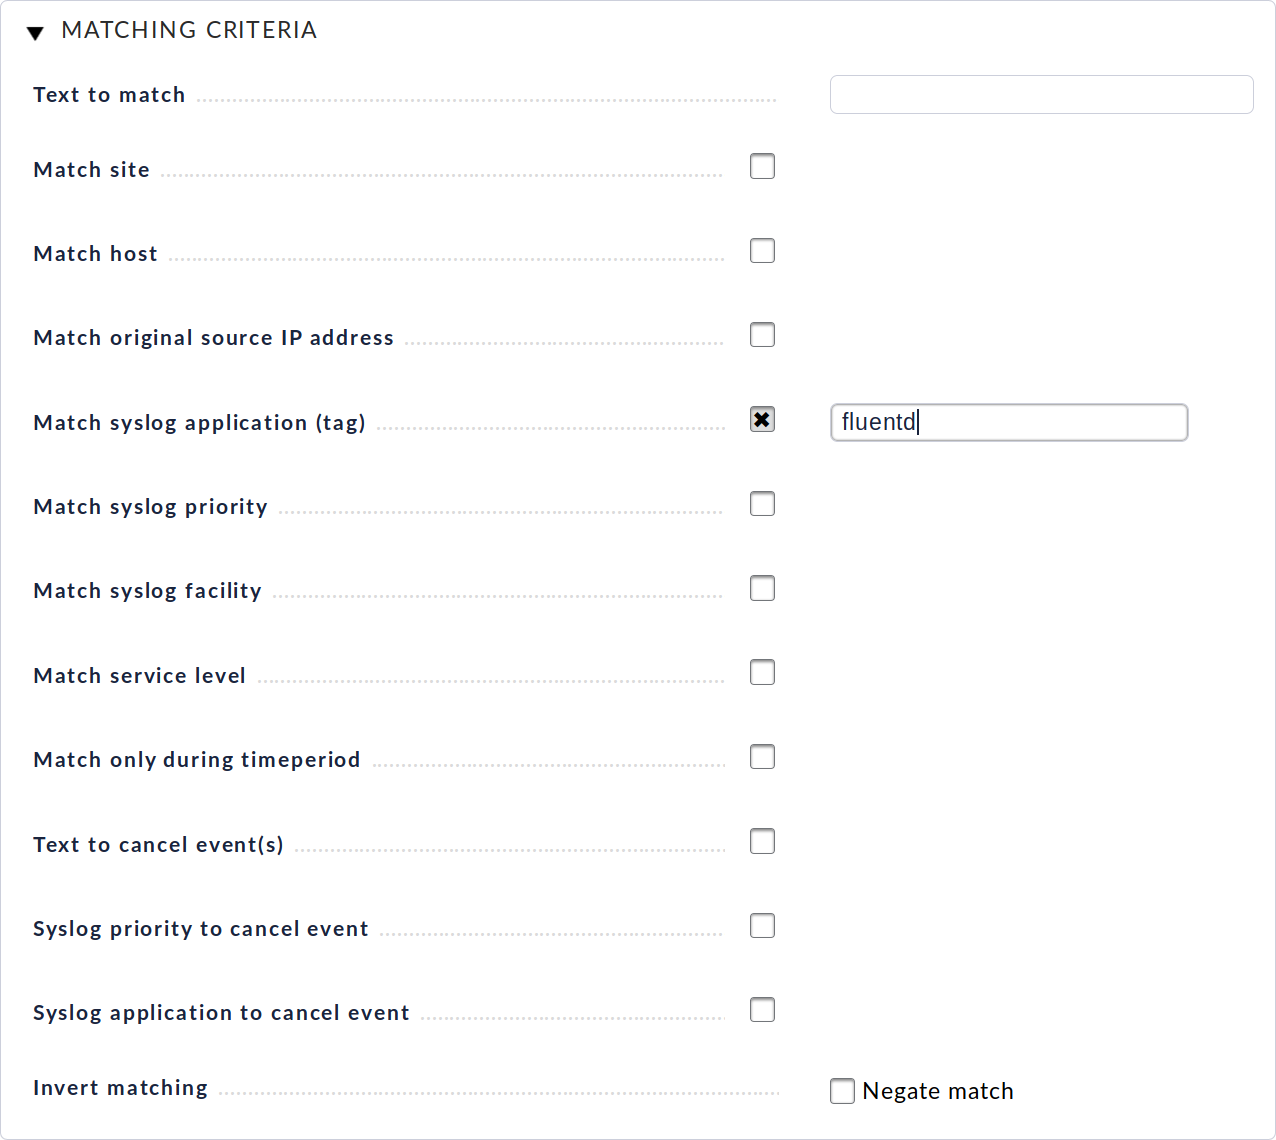 MATCHING CRITERIA
Text to match
Match site
Match host
Match original source IP address
Match syslog application (tag) fluentd
Match syslog priority
Match syslog facility
Match service level
Match only during timeperiod
Text to cancel event(s)
Syslog priority to cancel event
Syslog application to cancel event
Invert matching Negate match